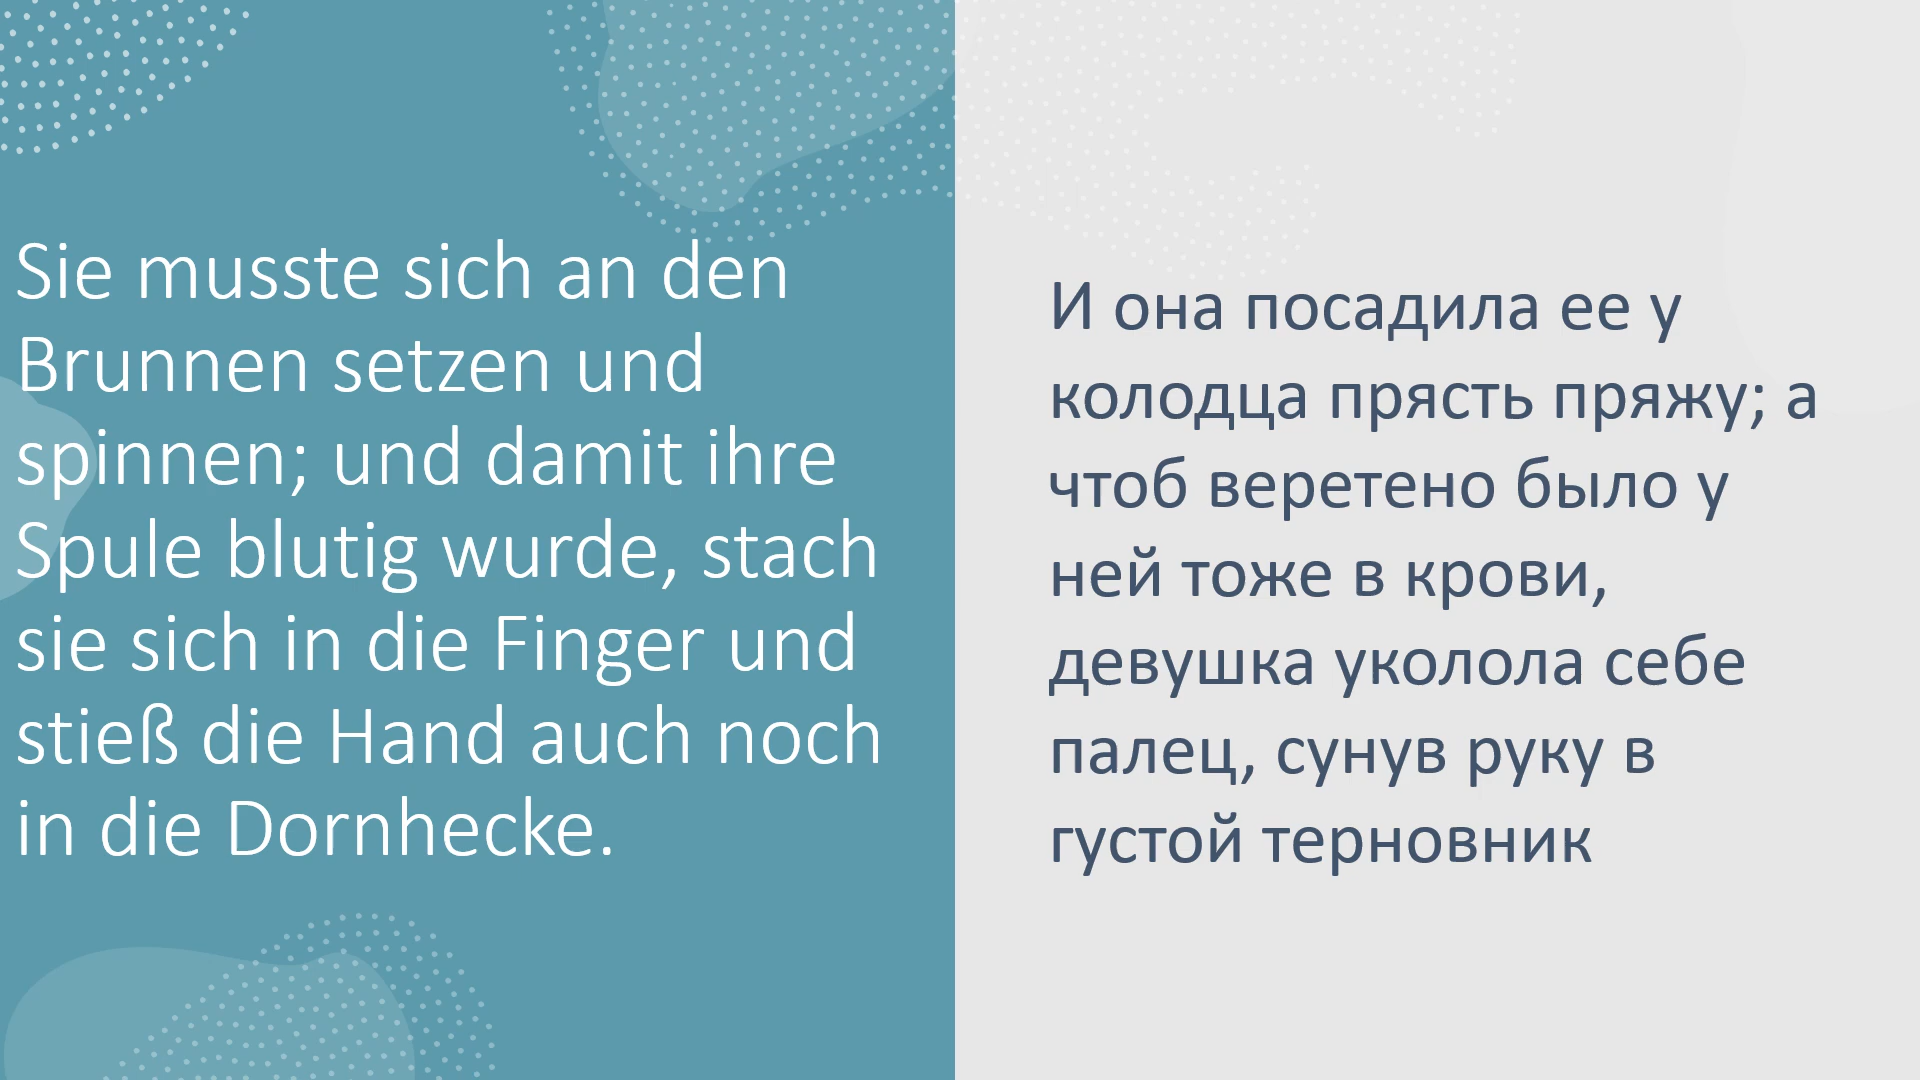 Sie musste sich an den
Brunnen setzen und
spinnen; und damit ihre
Spule blutig wurde, stach
sie sich in die Finger und
stieß die Hand auch noch
in die Dornhecke.
И она посадила ее у
колодца прясть пряжу; а
чтоб веретено было у
ней тоже в крови,
девушка уколола себе
палец, сунув руку в
густой терновник